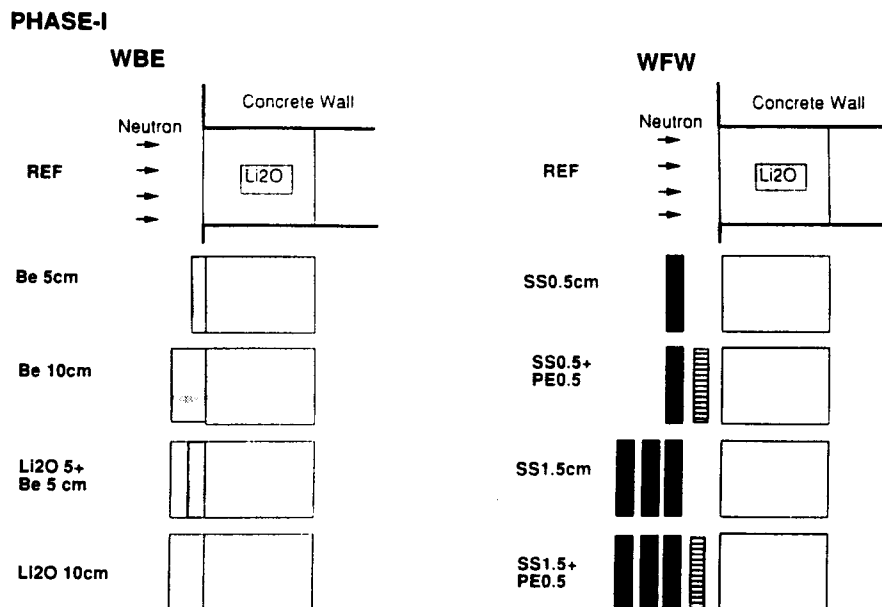 PHASE-I
WBE
Concrete Wall
Neutron
REF
Li2O
Be 5cm
Be 10cm
Li2O 5+
Be 5 cm
Li2O 10cm
WFW
Concrete Wall
Neutron
REF
Li2O
SS0.5cm
SS0.5+
PE0.5
SS1.5cm
SS1.5+
PE0.5